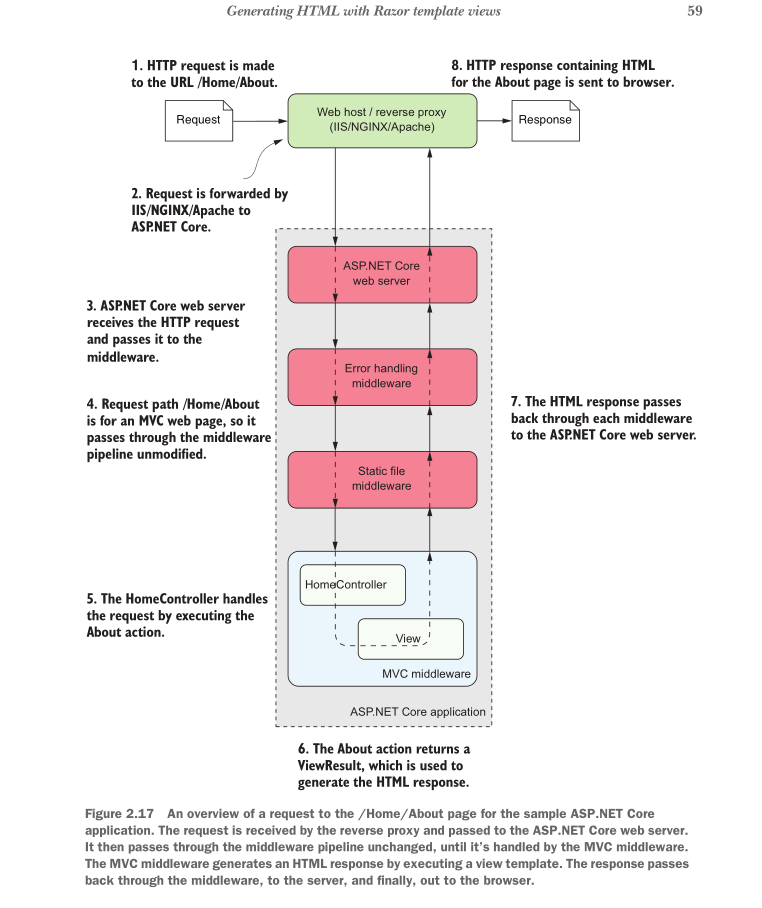 Generating HTML with Razor template views 59
1. HTTP request is made
to the URL /Home/About.
8. HTTP response containing HTML
for the About page is sent to browser.
Request
Web host / reverse proxy
(IIS/NGINX/Apache)
Response
2. Request is forwarded by
IIS/NGINX/Apache to
ASP.NET Core.
ASP.NET Core
web server
3. ASP.NET Core web server
receives the HTTP request
and passes it to the
middleware.
Error handling
middleware
4. Request path /Home/About
is for an MVC web page, so it
passes through the middleware
pipeline unmodified.
7. The HTML response passes
back through each middleware
to the ASP.NET Core web server.
Static file
middleware
HomeController
5. The HomeController handles
the request by executing the
About action.
View
MVC middleware
ASP.NET Core application
6. The About action returns a
ViewResult, which is used to
generate the HTML response.
Figure 2.17 An overview of a request to the /Home/About page for the sample ASP.NET Core
application. The request is received by the reverse proxy and passed to the ASP.NET Core web server.
It then passes through the middleware pipeline unchanged, until it’s handled by the MVC middleware.
The MVC middleware generates an HTML response by executing a view template. The response passes
back through the middleware, to the server, and finally, out to the browser.